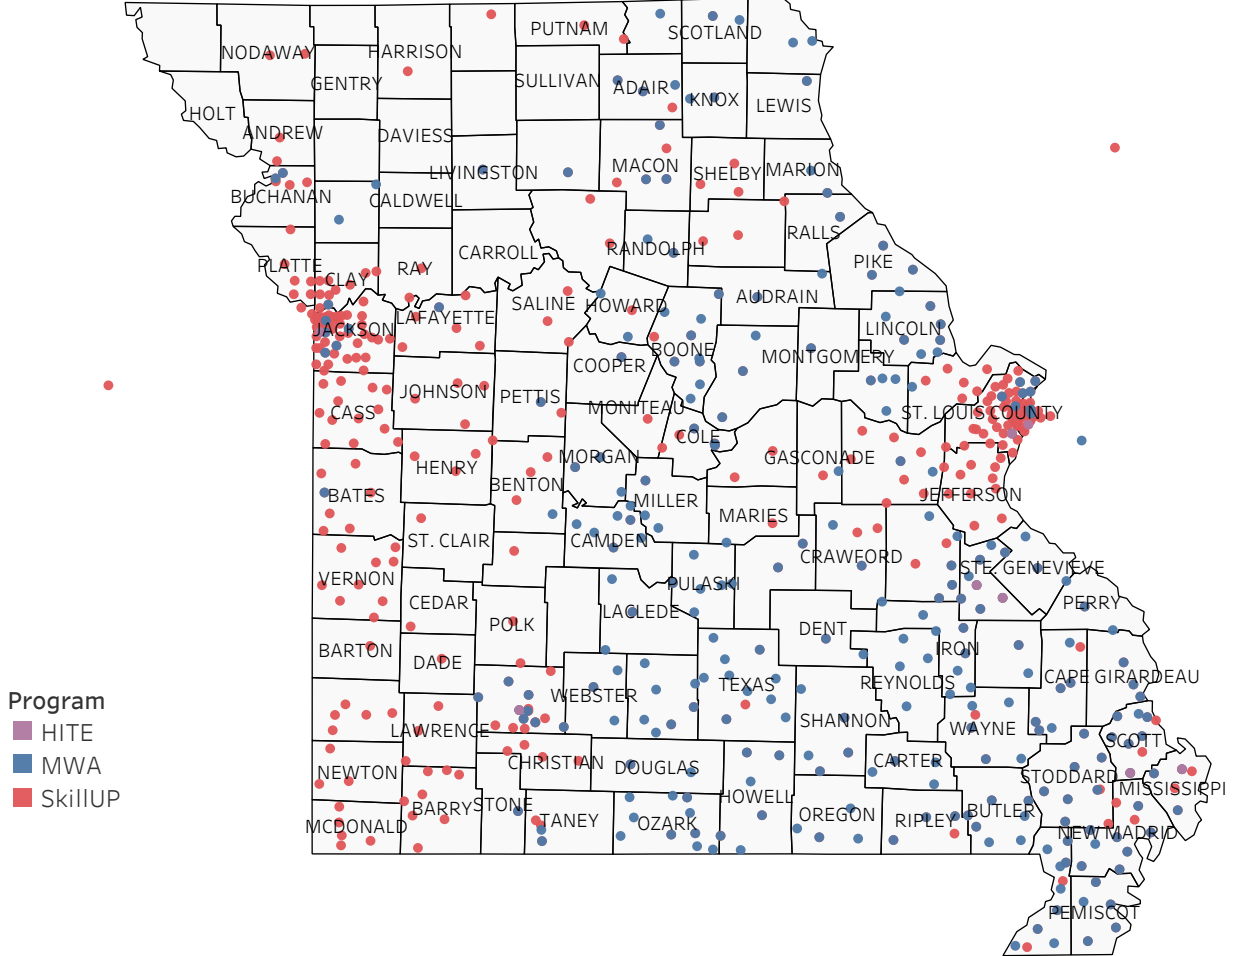 PUTNAM
SCOTLAND
NODAWAY
HARRISON
GENTRY
SULLIVAN
ADAIR
KNOX
LEWIS
HOLT
ANDREW
DAVIESS
LIVINGSTON
MACON
SHELBY
MARION
BUCHANAN
CALDWELL
RALLS
RANDOLPH
CARROLL
PLATTE
CLAY
RAY
PIKE
SALINE
HOWARD
AUDRAIN
JACKSON
LAFAYETTE
LINCOLN
BOONE
MONTGOMERY
COOPER
JOHNSON
PETTIS
MONITEAU
CASS
ST. LOUIS COUNTY
COLE
HENRY
MORGAN
GASCONADE
BENTON
BATES
MILLER
JEFFERSON
MARIES
ST. CLAIR
CAMDEN
CRAWFORD
STE. GENEVIEVE
VERNON
PULASKI
CEDAR
LACLEDE
PERRY
POLK
DENT
BARTON
DADE
IRON
CAPE GIRARDEAU
WEBSTER
TEXAS
REYNOLDS
Program
HITE
MWA
SkillUP
LAWRENCE
SHANNON
WAYNE
SCOTT
NEWTON
CHRISTIAN
DOUGLAS
CARTER
STODDARD
MISSISSIPPI
BARRY
STONE
HOWELL
OREGON
BUTLER
MCDONALD
TANEY
OZARK
RIPLEY
NEW MADRID
PEMISCOT